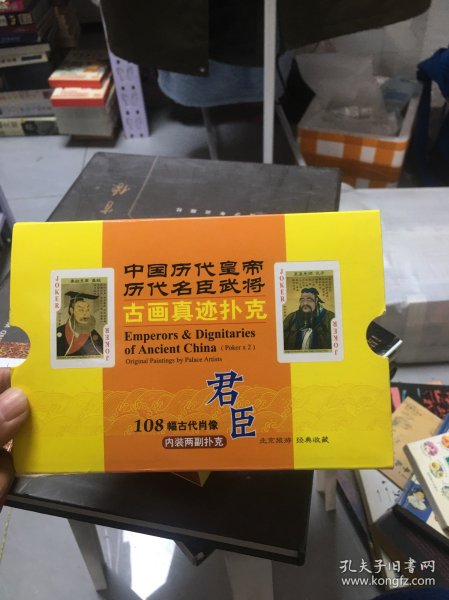 中国历代皇帝
历代名臣武将
古画真迹扑克
Emperors & Dignitaries
of Ancient China (Poker x 2)
Original Paintings by Palace Artists
君臣
108幅古代肖像
内装两副扑克
北京旅游 经典收藏
JOKER
JOKER
JOKER
JOKER
孔夫子旧书网
www.kongfz.com